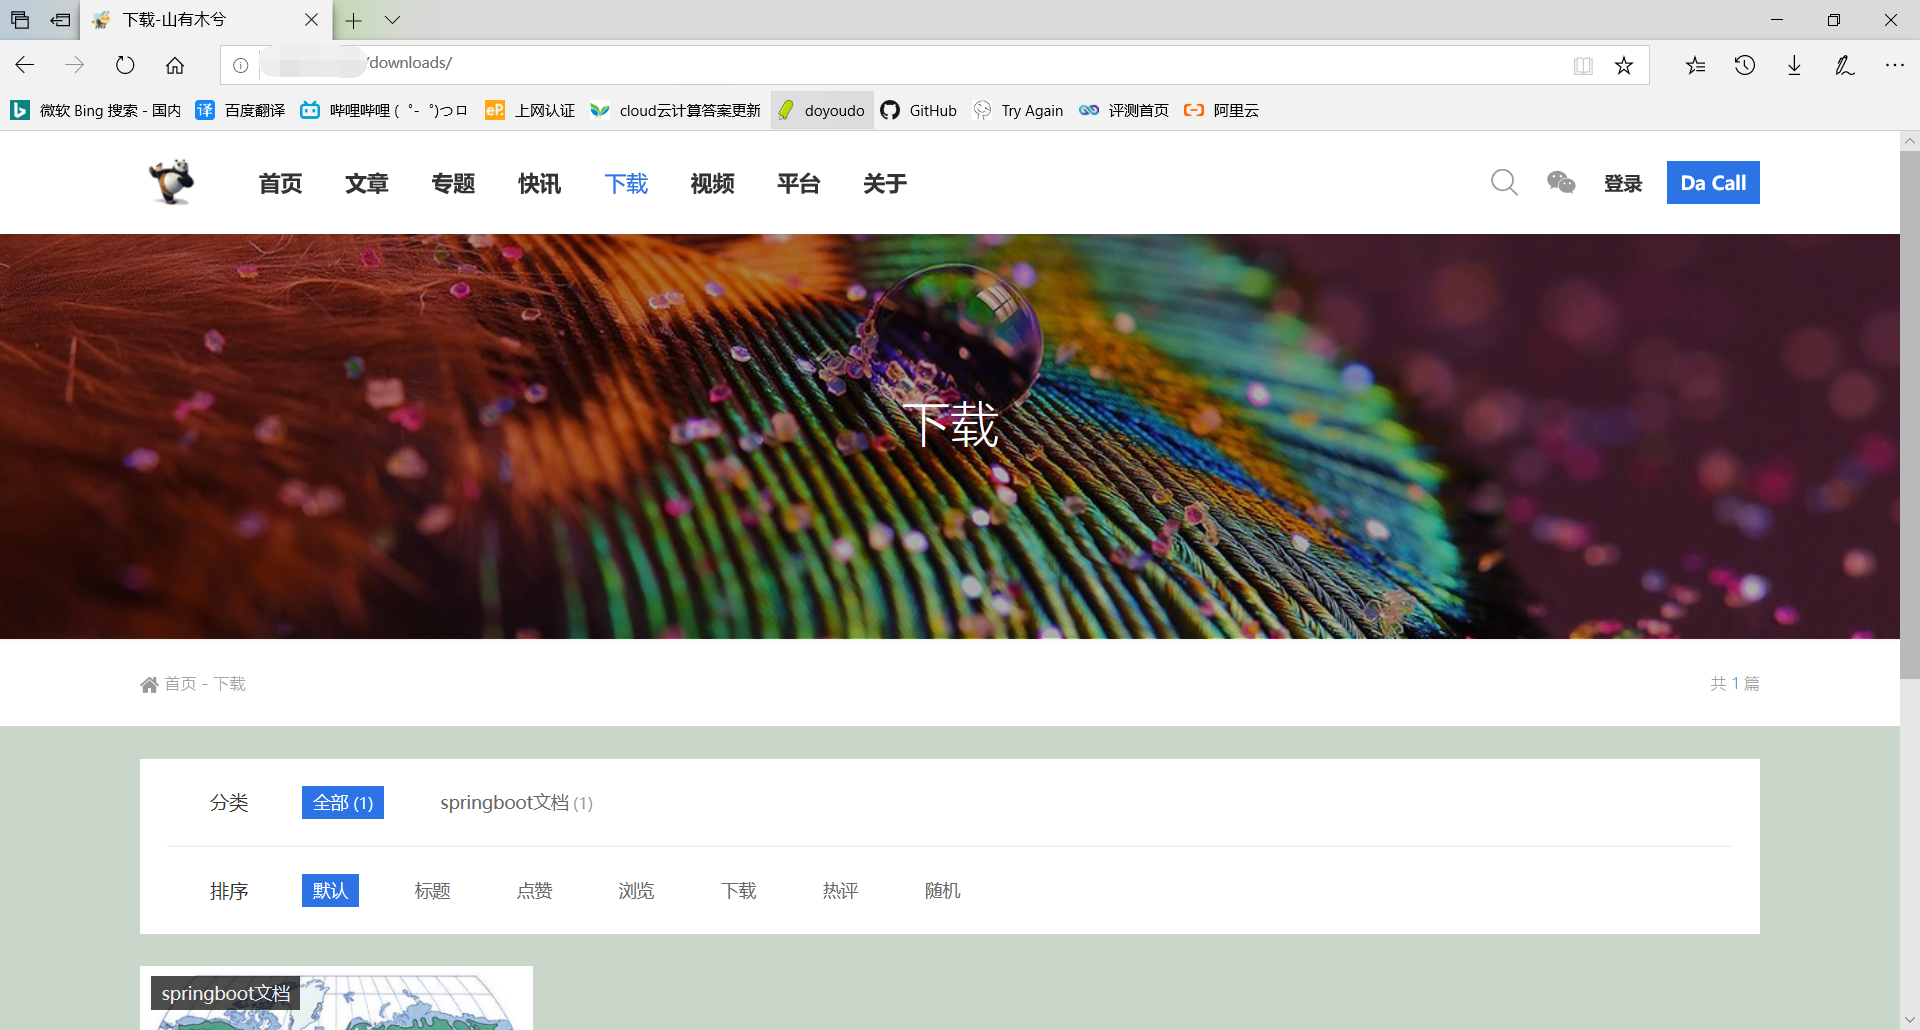 下载-山有木兮
/downloads/
微软 Bing 搜索 - 国内 百度翻译 哔哩哔哩 ( ゜- ゜)つロ 上网认证 cloud云计算答案更新 doyoudo GitHub Try Again 评测首页 阿里云
首页 文章 专题 快讯 下载 视频 平台 关于 登录 Da Call
下载
首页 - 下载 共 1 篇
分类 全部 (1) springboot文档 (1)
排序 默认 标题 点赞 浏览 下载 热评 随机
springboot文档